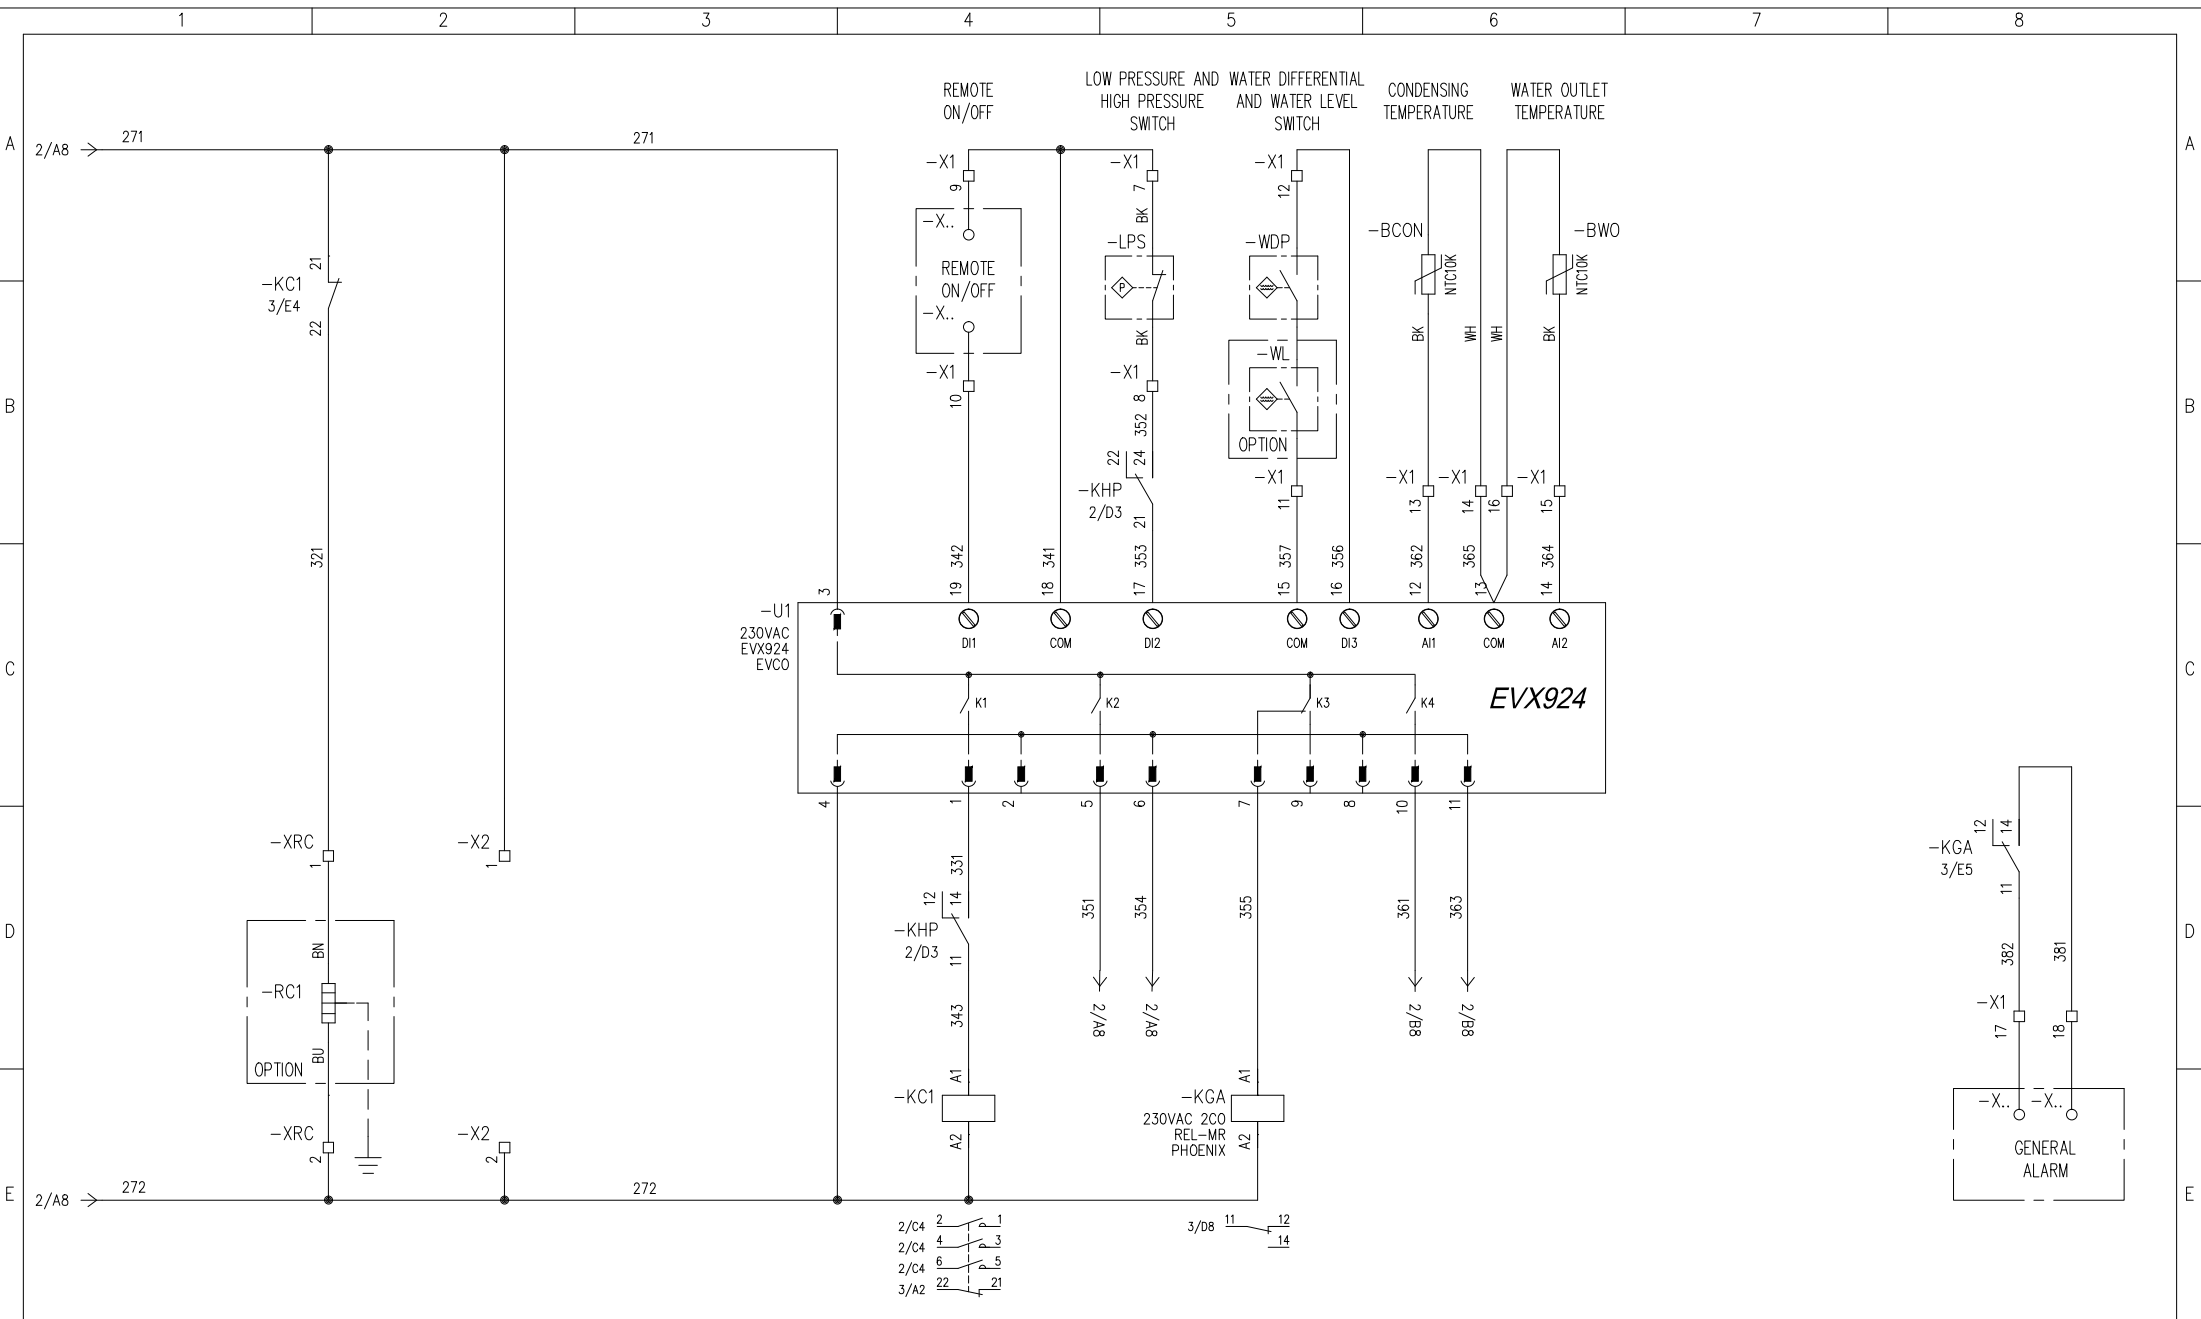 1 2 3 4 5 6 7 8
REMOTE
ON/OFF
LOW PRESSURE AND
HIGH PRESSURE
SWITCH
WATER DIFFERENTIAL
AND WATER LEVEL
SWITCH
CONDENSING
TEMPERATURE
WATER OUTLET
TEMPERATURE
A
2/A8
271
271
A
-X1
9
-X1
7
-X1
12
-X..
BK
-LPS
-WDP
-BCON
NTC10K
-BWO
NTC10K
21
-KC1
3/E4
22
REMOTE
ON/OFF
-X..
P
BK
BK
WH
WH
BK
-X1
10
-X1
8
-WL
OPTION
B
B
352
22
24
-KHP
2/D3
21
-X1
11
-X1
13
-X1
14
16
-X1
15
321
342
341
353
357
356
362
365
364
3
19
18
17
15
16
12
13
14
-U1
230VAC
EVX924
EVCO
DI1
COM
DI2
COM
DI3
AI1
COM
AI2
C
C
K1
K2
K3
K4
EVX924
4
1
2
5
6
7
9
8
10
11
-XRC
1
-X2
1
331
12
14
-KHP
2/D3
11
351
354
355
361
363
12
14
-KGA
3/E5
11
D
D
BN
-RC1
BU
OPTION
343
2/A8
2/A8
2/B8
2/B8
382
381
-X1
17
18
A1
-KC1
A2
A1
-KGA
230VAC 2CO
REL-MR
PHOENIX
A2
-X..
-X..
GENERAL
ALARM
-XRC
2
-X2
2
E
2/A8
272
272
E
2/C4 2 1
2/C4 4 3
2/C4 6 5
3/A2 22 21
3/D8 11 12
14